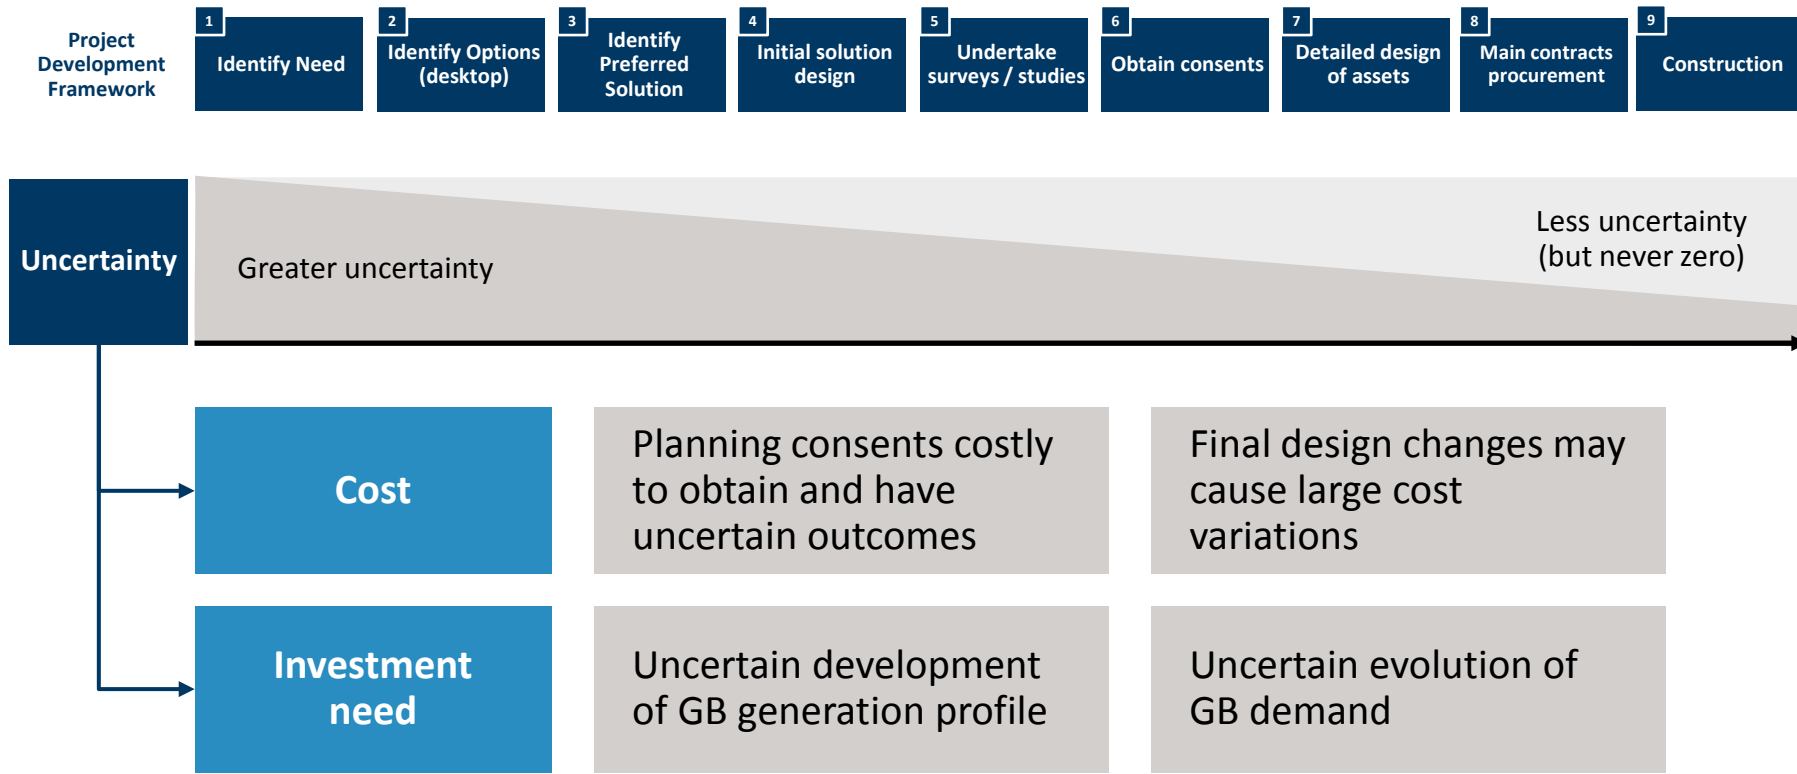 Project
Development
Framework
1
Identify Need
2
Identify Options
(desktop)
3
Identify
Preferred
Solution
4
Initial solution
design
5
Undertake
surveys / studies
6
Obtain consents
7
Detailed design
of assets
8
Main contracts
procurement
9
Construction
Uncertainty
Greater uncertainty
Less uncertainty
(but never zero)
Cost
Planning consents costly
to obtain and have
uncertain outcomes
Final design changes may
cause large cost
variations
Investment
need
Uncertain development
of GB generation profile
Uncertain evolution of
GB demand